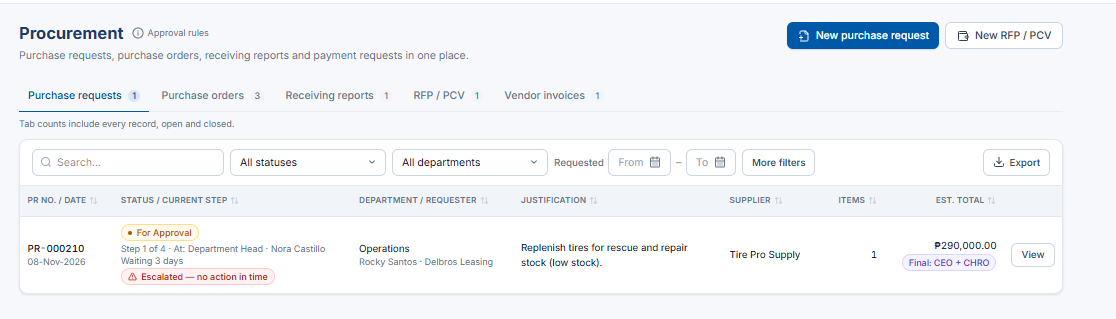 Procurement Approval rules
Purchase requests, purchase orders, receiving reports and payment requests in one place.
New purchase request
New RFP / PCV
Purchase requests 1 Purchase orders 3 Receiving reports 1 RFP / PCV 1 Vendor invoices 1
Tab counts include every record, open and closed.
Search... All statuses All departments Requested From – To More filters Export
PR NO. / DATE STATUS / CURRENT STEP DEPARTMENT / REQUESTER JUSTIFICATION SUPPLIER ITEMS EST. TOTAL
PR-000210
08-Nov-2026
For Approval
Step 1 of 4 · At: Department Head · Nora Castillo
Waiting 3 days
Escalated — no action in time
Operations
Rocky Santos · Delbros Leasing
Replenish tires for rescue and repair
stock (low stock).
Tire Pro Supply
1
₱290,000.00
Final: CEO + CHRO
View